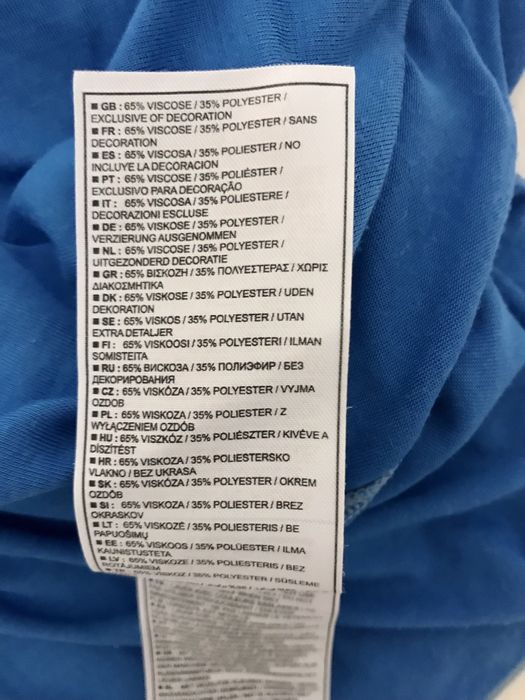 ■ GB : 65% VISCOSE / 35% POLYESTER /
EXCLUSIVE OF DECORATION
■ FR : 65% VISCOSE / 35% POLYESTER / SANS
DECORATION
■ ES : 65% VISCOSA / 35% POLIESTER / NO
INCLUYE LA DECORACION
■ PT : 65% VISCOSE / 35% POLIÉSTER /
EXCLUSIVO PARA DECORAÇÃO
■ IT : 65% VISCOSA / 35% POLIESTERE /
DECORAZIONI ESCLUSE
■ DE : 65% VISKOSE / 35% POLYESTER /
VERZIERUNG AUSGENOMMEN
■ NL : 65% VISCOSE / 35% POLYESTER /
UITGEZONDERD DECORATIE
■ GR : 65% ΒΙΣΚΟΖΗ / 35% ΠΟΛΥΕΣΤΕΡΑΣ / ΧΩΡΙΣ
ΔΙΑΚΟΣΜΗΤΙΚΑ
■ DK : 65% VISKOSE / 35% POLYESTER / UDEN
DEKORATION
■ SE : 65% VISKOS / 35% POLYESTER / UTAN
EXTRA DETALJER
■ FI : 65% VISKOOSI / 35% POLYESTERI / ILMAN
SOMISTEITA
■ RU : 65% ВИСКОЗА / 35% ПОЛИЭФИР / БЕЗ
ДЕКОРИРОВАНИЯ
■ CZ : 65% VISKÓZA / 35% POLYESTER / VYJMA
OZDOB
■ PL : 65% WISKOZA / 35% POLIESTER / Z
WYŁĄCZENIEM OZDÓB
■ HU : 65% VISZKÓZ / 35% POLIÉSZTER / KIVÉVE A
DÍSZÍTÉST
■ HR : 65% VISKOZA / 35% POLIESTERSKO
VLAKNO / BEZ UKRASA
■ SK : 65% VISKÓZA / 35% POLYESTER / OKREM
OZDÔB
■ SI : 65% VISKOZA / 35% POLIESTER / BREZ
OKRASKOV
■ LT : 65% VISKOZĖ / 35% POLIESTERIS / BE
PAPUOŠIMŲ
■ EE : 65% VISKOOS / 35% POLÜESTER / ILMA
KAUNISTUSTETA
■ LV : 65% VISKOZE / 35% POLIESTERIS / BEZ
ROTĀJUMIEM
■ TR : 65% VISKOZ / 35% POLYESTER / SÜSLEME